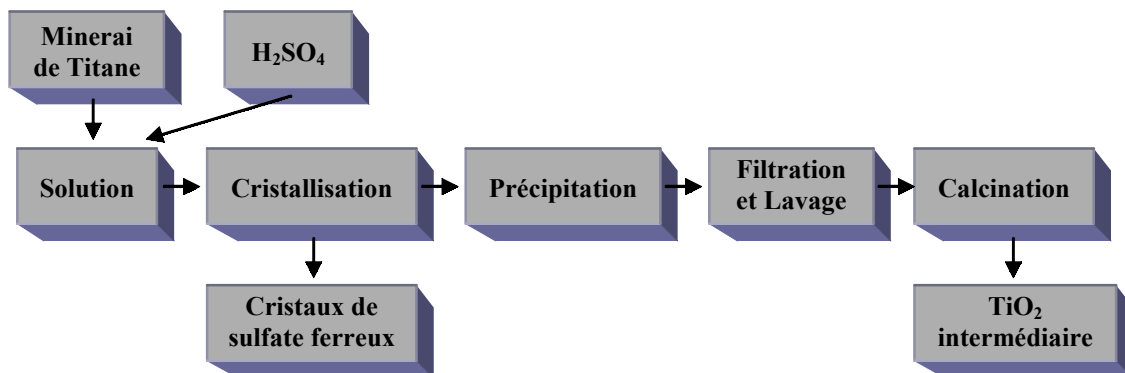 Minerai
de Titane
H₂SO₄
Solution
Cristallisation
Précipitation
Filtration
et Lavage
Calcination
Cristaux de
sulfate ferreux
TiO₂
intermédiaire